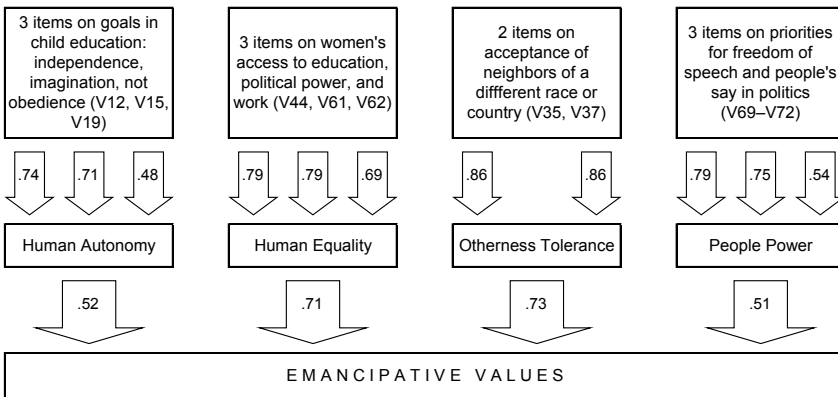 3 items on goals in
child education:
independence,
imagination, not
obedience (V12, V15,
V19)
3 items on women's
access to education,
political power, and
work (V44, V61, V62)
2 items on
acceptance of
neighbors of a
diffferent race or
country (V35, V37)
3 items on priorities
for freedom of
speech and people's
say in politics
(V69–V72)
.74 .71 .48
.79 .79 .69
.86 .86
.79 .75 .54
Human Autonomy
Human Equality
Otherness Tolerance
People Power
.52
.71
.73
.51
EMANCIPATIVE VALUES